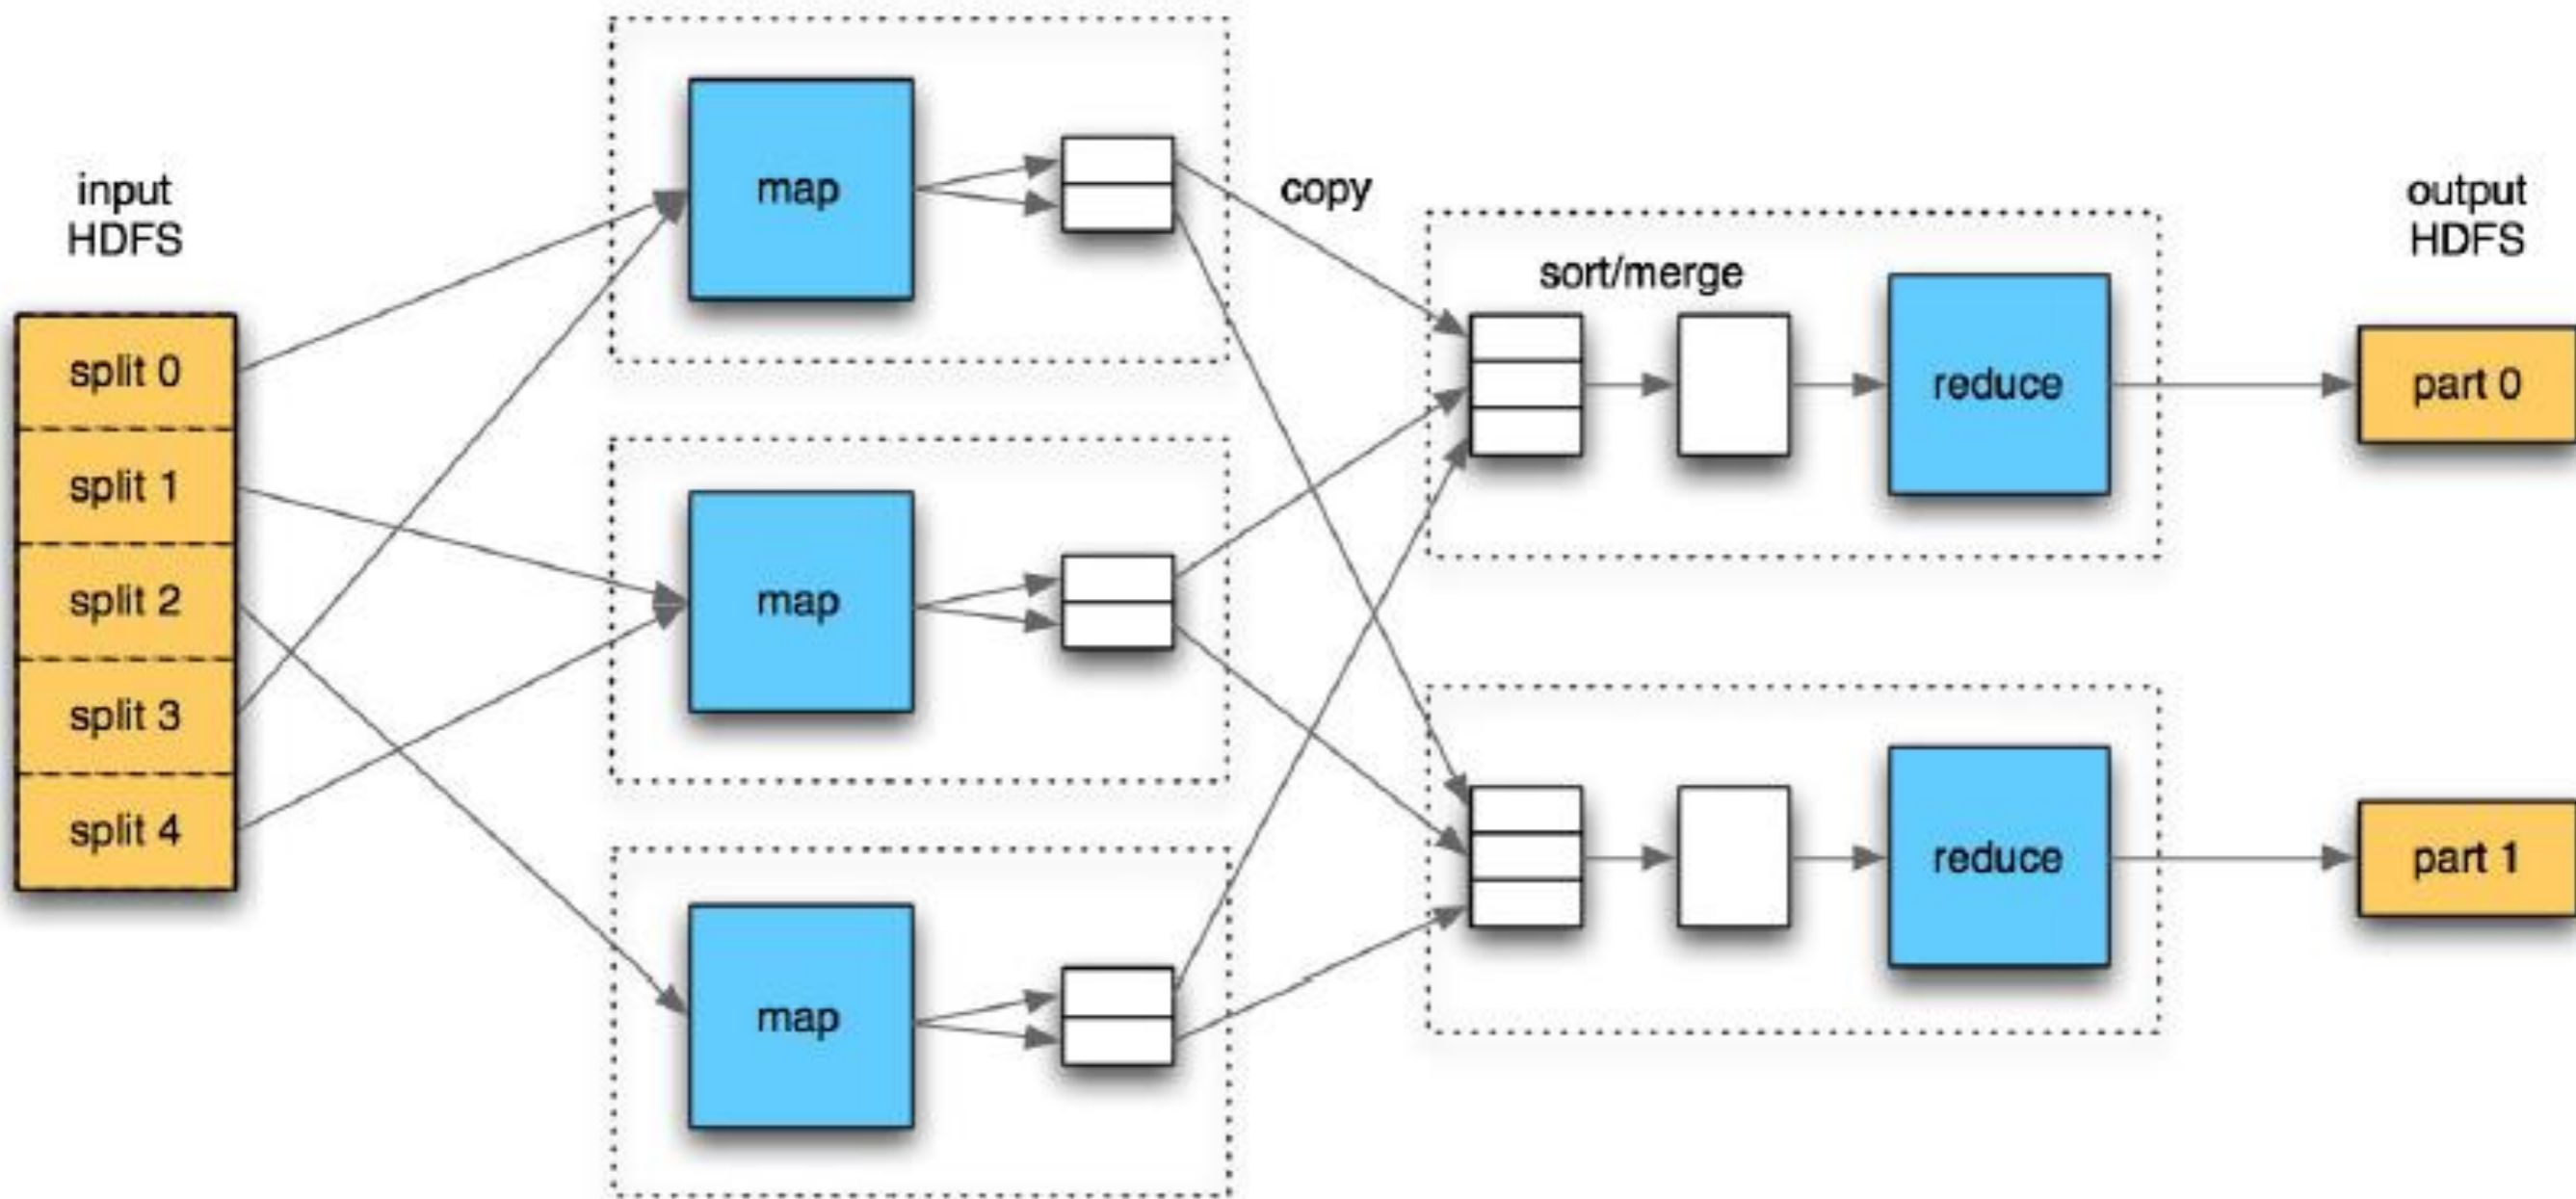 input
HDFS
split 0
split 1
split 2
split 3
split 4
map
map
map
copy
sort/merge
reduce
reduce
output
HDFS
part 0
part 1